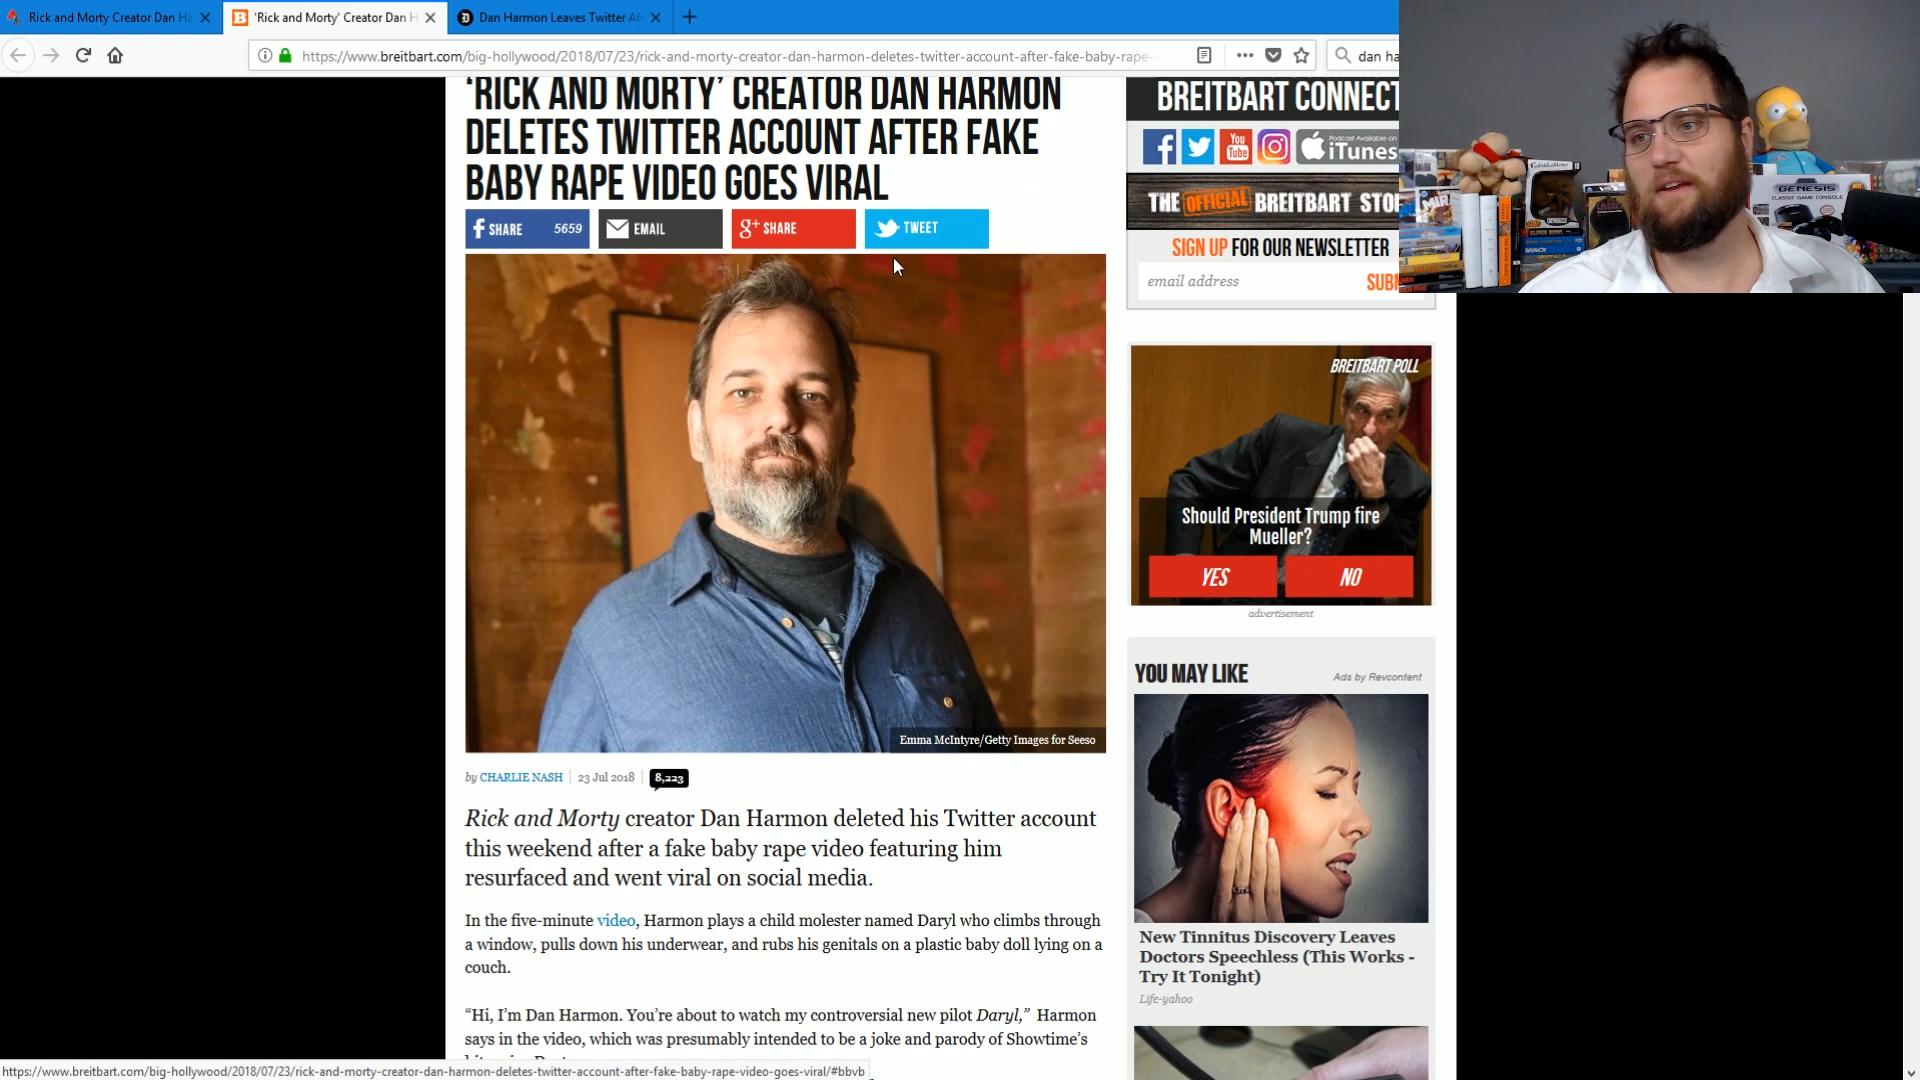 Rick and Morty Creator Dan Ha
'Rick and Morty' Creator Dan H
Dan Harmon Leaves Twitter Af
https://www.breitbart.com/big-hollywood/2018/07/23/rick-and-morty-creator-dan-harmon-deletes-twitter-account-after-fake-baby-rape-v
dan ha
‘RICK AND MORTY’ CREATOR DAN HARMON
DELETES TWITTER ACCOUNT AFTER FAKE
BABY RAPE VIDEO GOES VIRAL
SHARE 5659
EMAIL
g+ SHARE
TWEET
Emma McIntyre/Getty Images for Seeso
by CHARLIE NASH 23 Jul 2018 8,223
Rick and Morty creator Dan Harmon deleted his Twitter account
this weekend after a fake baby rape video featuring him
resurfaced and went viral on social media.
In the five-minute video, Harmon plays a child molester named Daryl who climbs through
a window, pulls down his underwear, and rubs his genitals on a plastic baby doll lying on a
couch.
“Hi, I’m Dan Harmon. You’re about to watch my controversial new pilot Daryl,” Harmon
says in the video, which was presumably intended to be a joke and parody of Showtime’s
BREITBART CONNECT
You
Tube
Podcast Available on
iTunes
THE OFFICIAL BREITBART STO
SIGN UP FOR OUR NEWSLETTER
email address
SUB
BREITBART POLL
Should President Trump fire
Mueller?
YES
NO
advertisement
YOU MAY LIKE
Ads by Revcontent
New Tinnitus Discovery Leaves
Doctors Speechless (This Works -
Try It Tonight)
Life-yahoo
GENESIS
CLASSIC GAME CONSOLE
https://www.breitbart.com/big-hollywood/2018/07/23/rick-and-morty-creator-dan-harmon-deletes-twitter-account-after-fake-baby-rape-video-goes-viral/#bbvb